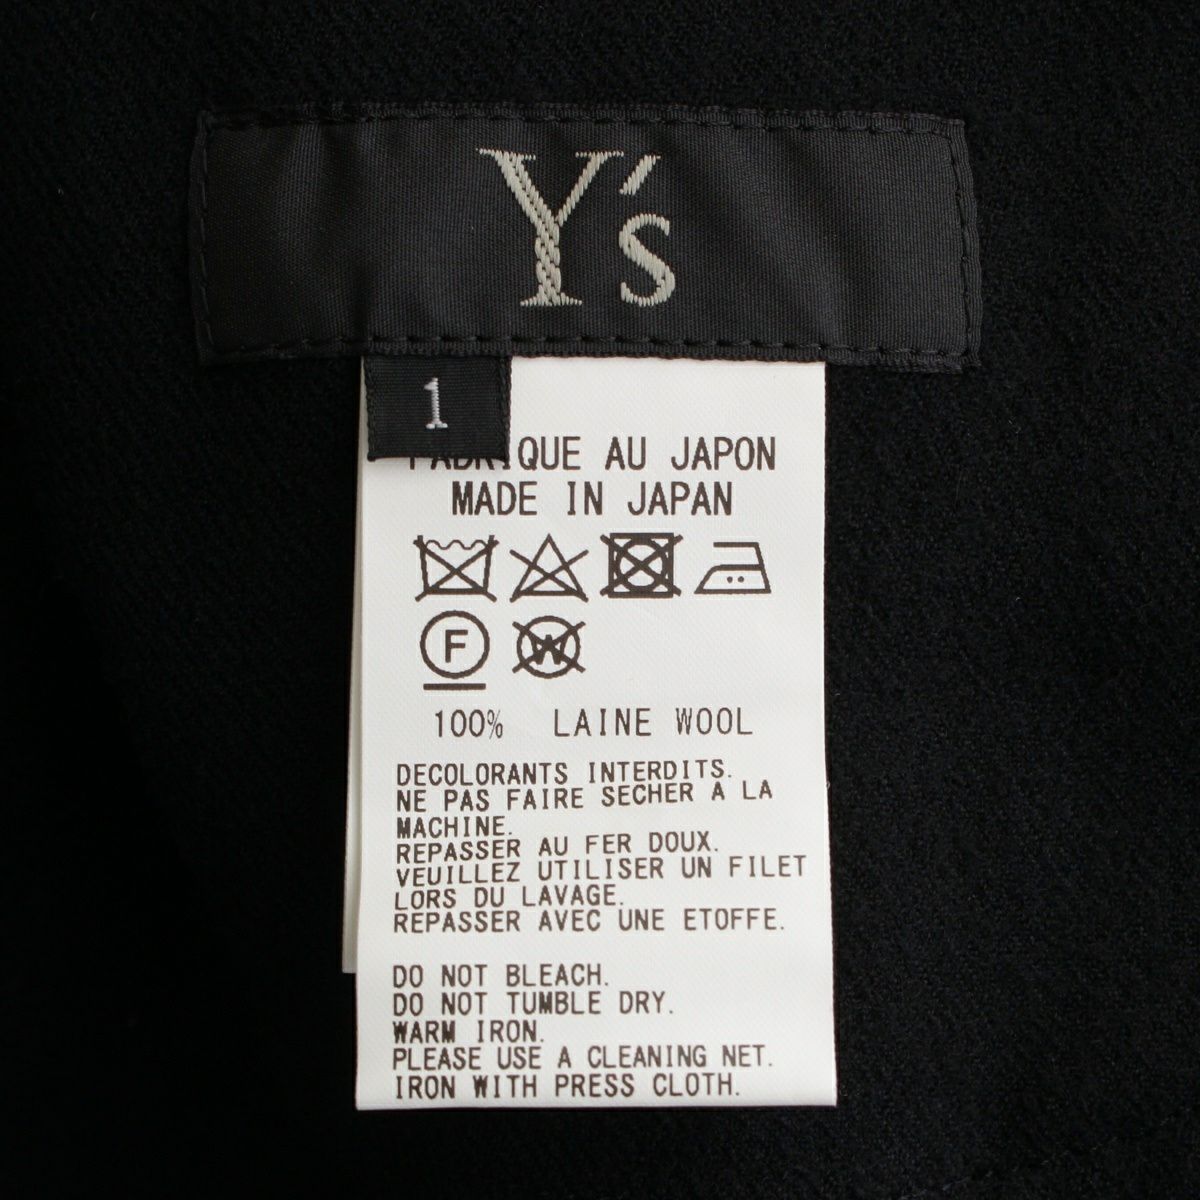 Y's
1
FABRIQUE AU JAPON
MADE IN JAPAN
F W
100% LAINE WOOL
DECOLORANTS INTERDITS.
NE PAS FAIRE SECHER A LA
MACHINE.
REPASSER AU FER DOUX.
VEUILLEZ UTILISER UN FILET
LORS DU LAVAGE.
REPASSER AVEC UNE ETOFFE.
DO NOT BLEACH.
DO NOT TUMBLE DRY.
WARM IRON.
PLEASE USE A CLEANING NET.
IRON WITH PRESS CLOTH.